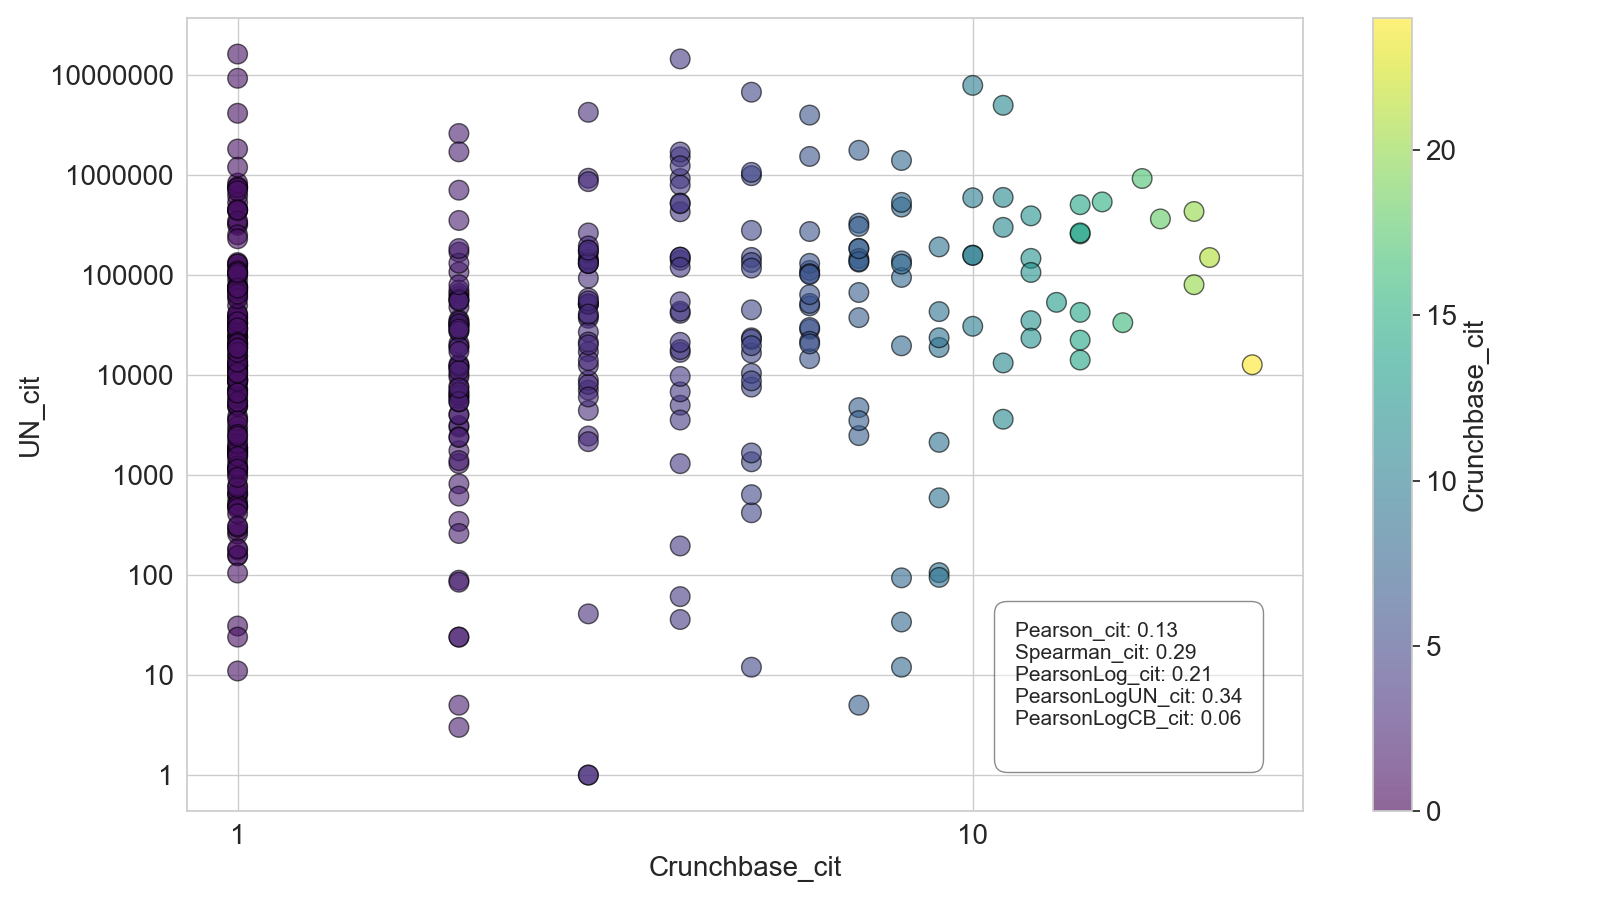 10000000
1000000
100000
10000
1000
100
10
1
UN_cit
1
10
Crunchbase_cit
Pearson_cit: 0.13
Spearman_cit: 0.29
PearsonLog_cit: 0.21
PearsonLogUN_cit: 0.34
PearsonLogCB_cit: 0.06
20
15
10
5
0
Crunchbase_cit